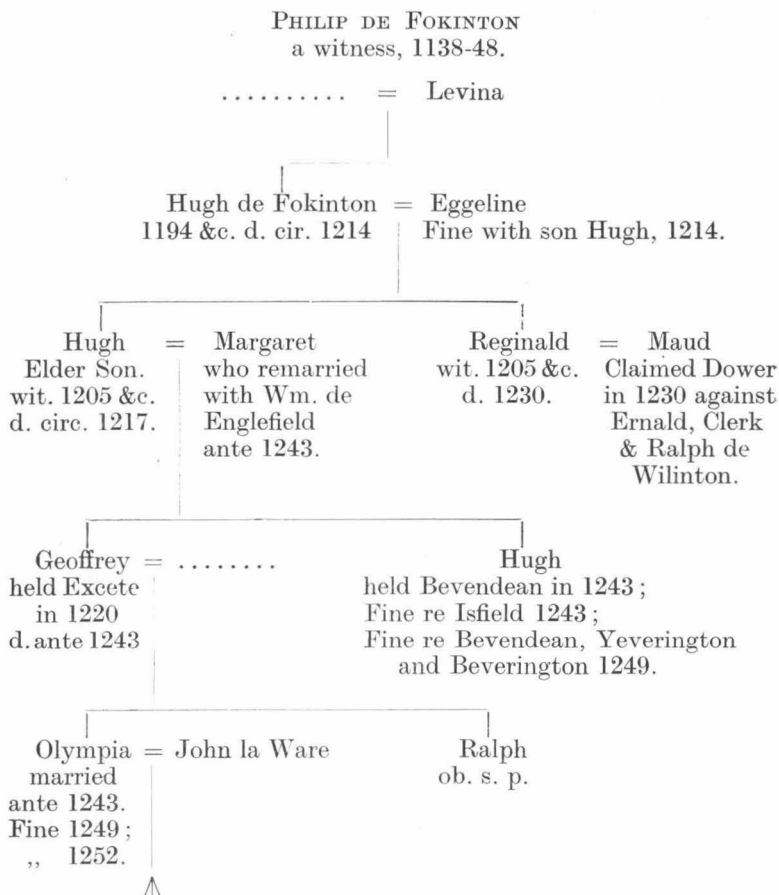 PHILIP DE FOKINTON
a witness, 1138-48.
.......... = Levina
Hugh de Fokinton = Eggeline
1194 &c. d. cir. 1214 Fine with son Hugh, 1214.
Hugh = Margaret
Elder Son. who remarried
wit. 1205 &c. with Wm. de
d. circ. 1217. Englefield
ante 1243.
Reginald = Maud
wit. 1205 &c. Claimed Dower
d. 1230. in 1230 against
Ernald, Clerk
& Ralph de
Wilinton.
Geoffrey = ........
held Excete
in 1220
d. ante 1243
Hugh
held Bevendean in 1243;
Fine re Isfield 1243;
Fine re Bevendean, Yeverington
and Beverington 1249.
Olympia = John la Ware
married
ante 1243.
Fine 1249;
,, 1252.
Ralph
ob. s. p.